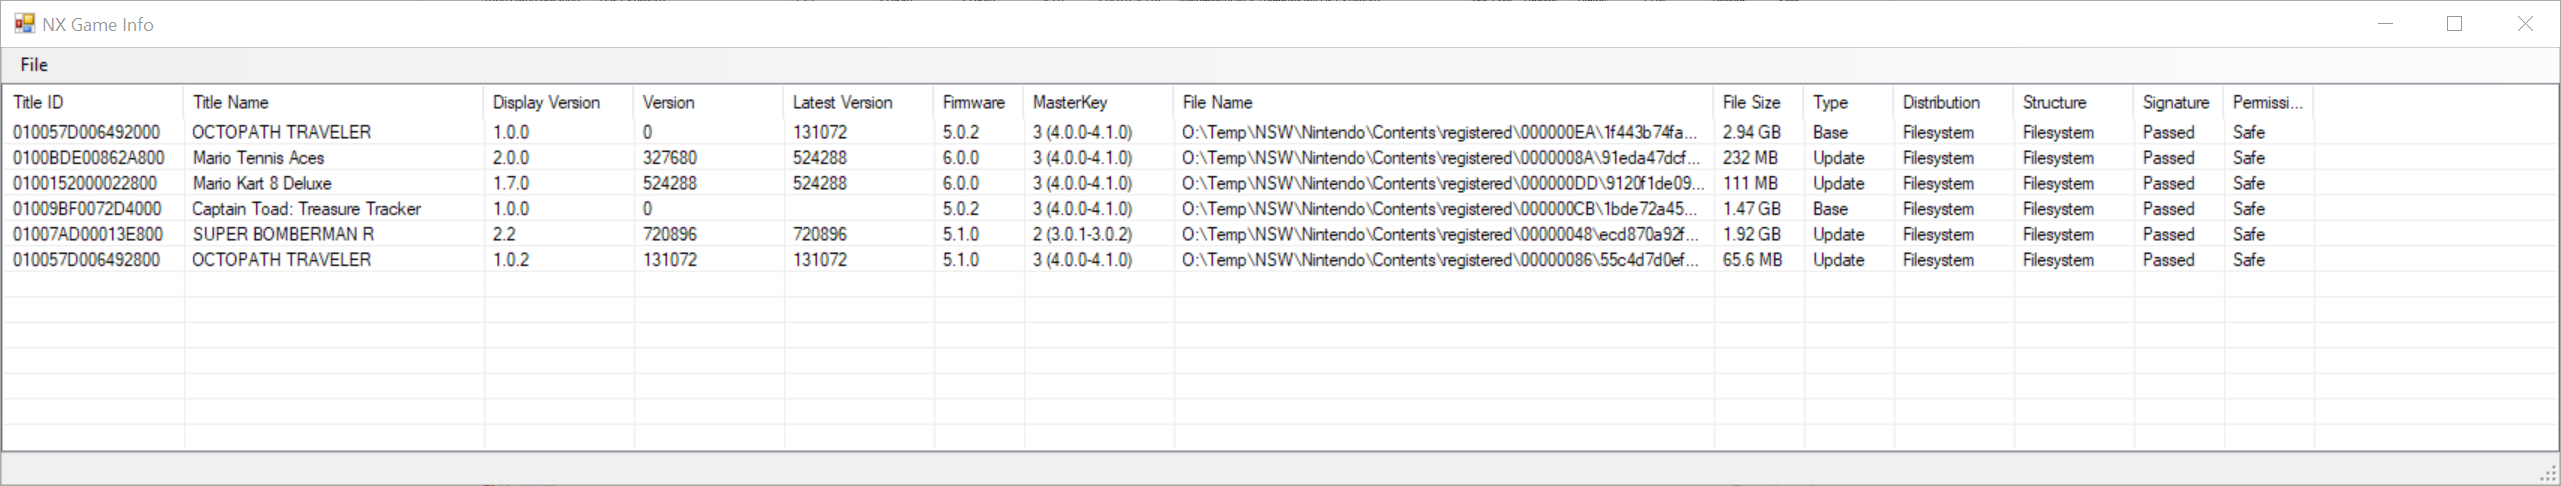 NX Game Info
File
Title ID Title Name Display Version Version Latest Version Firmware MasterKey File Name File Size Type Distribution Structure Signature Permissi...
010057D006492000 OCTOPATH TRAVELER 1.0.0 0 131072 5.0.2 3 (4.0.0-4.1.0) O:\Temp\NSW\Nintendo\Contents\registered\000000EA\1f443b74fa... 2.94 GB Base Filesystem Filesystem Passed Safe
0100BDE00862A800 Mario Tennis Aces 2.0.0 327680 524288 6.0.0 3 (4.0.0-4.1.0) O:\Temp\NSW\Nintendo\Contents\registered\0000008A\91eda47dcf... 232 MB Update Filesystem Filesystem Passed Safe
0100152000022800 Mario Kart 8 Deluxe 1.7.0 524288 524288 6.0.0 3 (4.0.0-4.1.0) O:\Temp\NSW\Nintendo\Contents\registered\000000DD\9120f1de09... 111 MB Update Filesystem Filesystem Passed Safe
01009BF0072D4000 Captain Toad: Treasure Tracker 1.0.0 0 5.0.2 3 (4.0.0-4.1.0) O:\Temp\NSW\Nintendo\Contents\registered\000000CB\1bde72a45... 1.47 GB Base Filesystem Filesystem Passed Safe
01007AD00013E800 SUPER BOMBERMAN R 2.2 720896 720896 5.1.0 2 (3.0.1-3.0.2) O:\Temp\NSW\Nintendo\Contents\registered\00000048\ecd870a92f... 1.92 GB Update Filesystem Filesystem Passed Safe
010057D006492800 OCTOPATH TRAVELER 1.0.2 131072 131072 5.1.0 3 (4.0.0-4.1.0) O:\Temp\NSW\Nintendo\Contents\registered\00000086\55c4d7d0ef... 65.6 MB Update Filesystem Filesystem Passed Safe